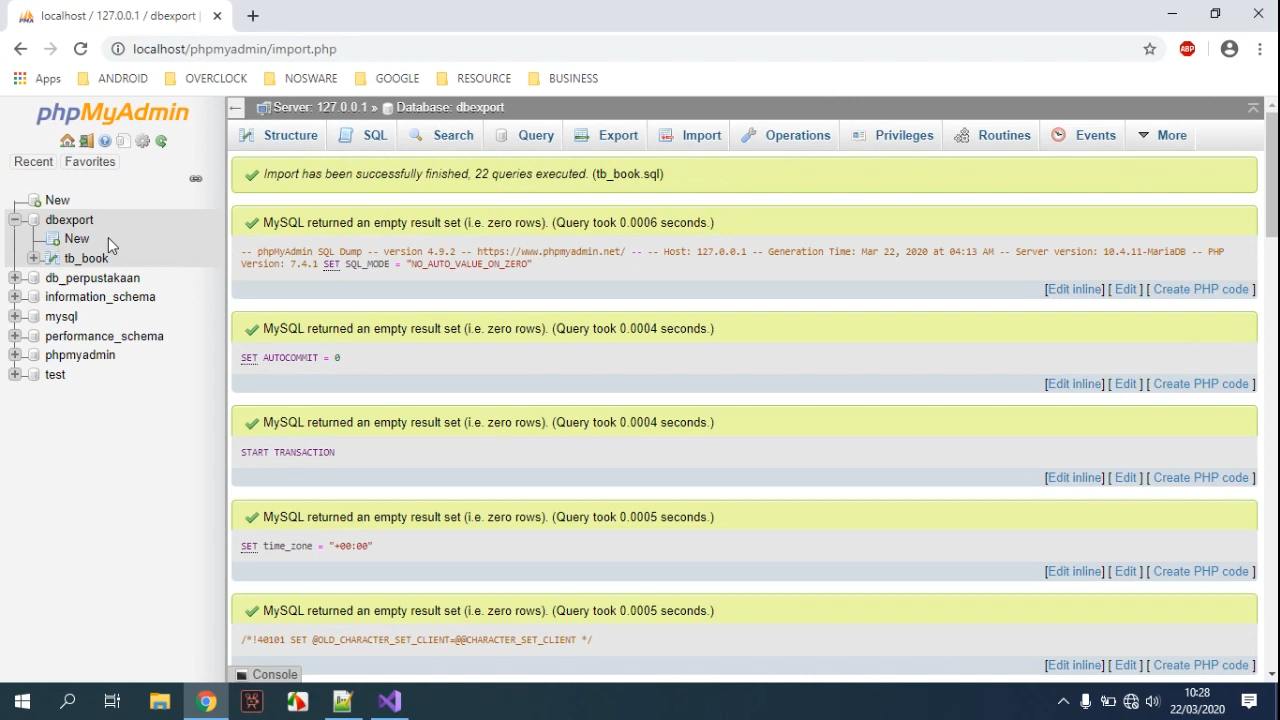 localhost / 127.0.0.1 / dbexport |
localhost/phpmyadmin/import.php
ABP
Apps ANDROID OVERCLOCK NOSWARE GOOGLE RESOURCE BUSINESS
phpMyAdmin
Recent Favorites
New
dbexport
New
tb_book
db_perpustakaan
information_schema
mysql
performance_schema
phpmyadmin
test
Server: 127.0.0.1 » Database: dbexport
Structure SQL Search Query Export Import Operations Privileges Routines Events More
Import has been successfully finished, 22 queries executed. (tb_book.sql)
MySQL returned an empty result set (i.e. zero rows). (Query took 0.0006 seconds.)
-- phpMyAdmin SQL Dump -- version 4.9.2 -- https://www.phpmyadmin.net/ -- -- Host: 127.0.0.1 -- Generation Time: Mar 22, 2020 at 04:13 AM -- Server version: 10.4.11-MariaDB -- PHP
Version: 7.4.1 SET SQL_MODE = "NO_AUTO_VALUE_ON_ZERO"
[Edit inline] [ Edit ] [ Create PHP code ]
MySQL returned an empty result set (i.e. zero rows). (Query took 0.0004 seconds.)
SET AUTOCOMMIT = 0
[Edit inline] [ Edit ] [ Create PHP code ]
MySQL returned an empty result set (i.e. zero rows). (Query took 0.0004 seconds.)
START TRANSACTION
[Edit inline] [ Edit ] [ Create PHP code ]
MySQL returned an empty result set (i.e. zero rows). (Query took 0.0005 seconds.)
SET time_zone = "+00:00"
[Edit inline] [ Edit ] [ Create PHP code ]
MySQL returned an empty result set (i.e. zero rows). (Query took 0.0005 seconds.)
/*!40101 SET @OLD_CHARACTER_SET_CLIENT=@@CHARACTER_SET_CLIENT */
[Edit inline] [ Edit ] [ Create PHP code ]
Console
10:28
22/03/2020